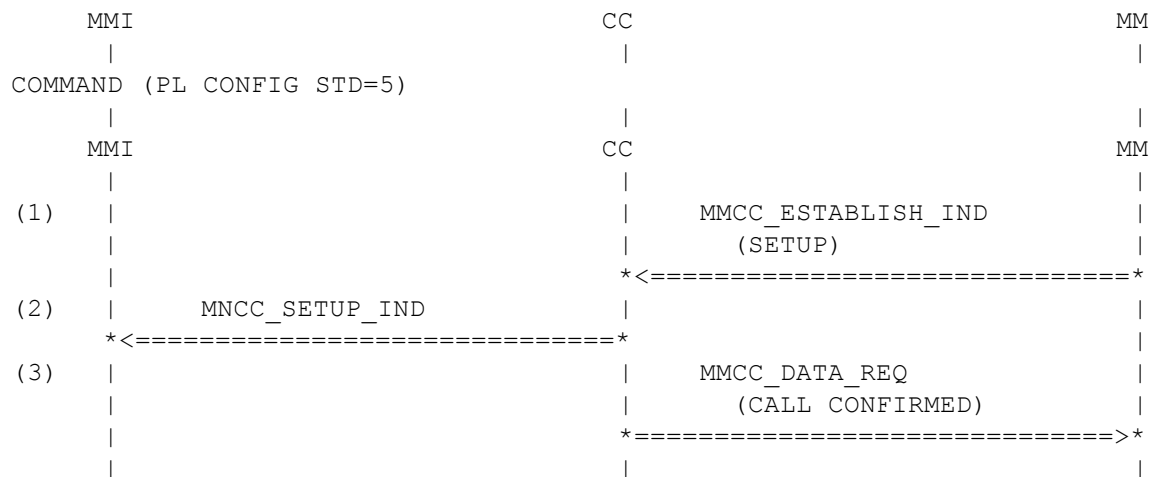 MMI CC MM
| | |
COMMAND (PL CONFIG STD=5)
| | |
MMI CC MM
| | |
(1) | | MMCC_ESTABLISH_IND |
| | (SETUP) |
| *<==============================*
(2) | MNCC_SETUP_IND | |
*<==============================* |
(3) | | MMCC_DATA_REQ |
| | (CALL CONFIRMED) |
| *==============================>*
| | |